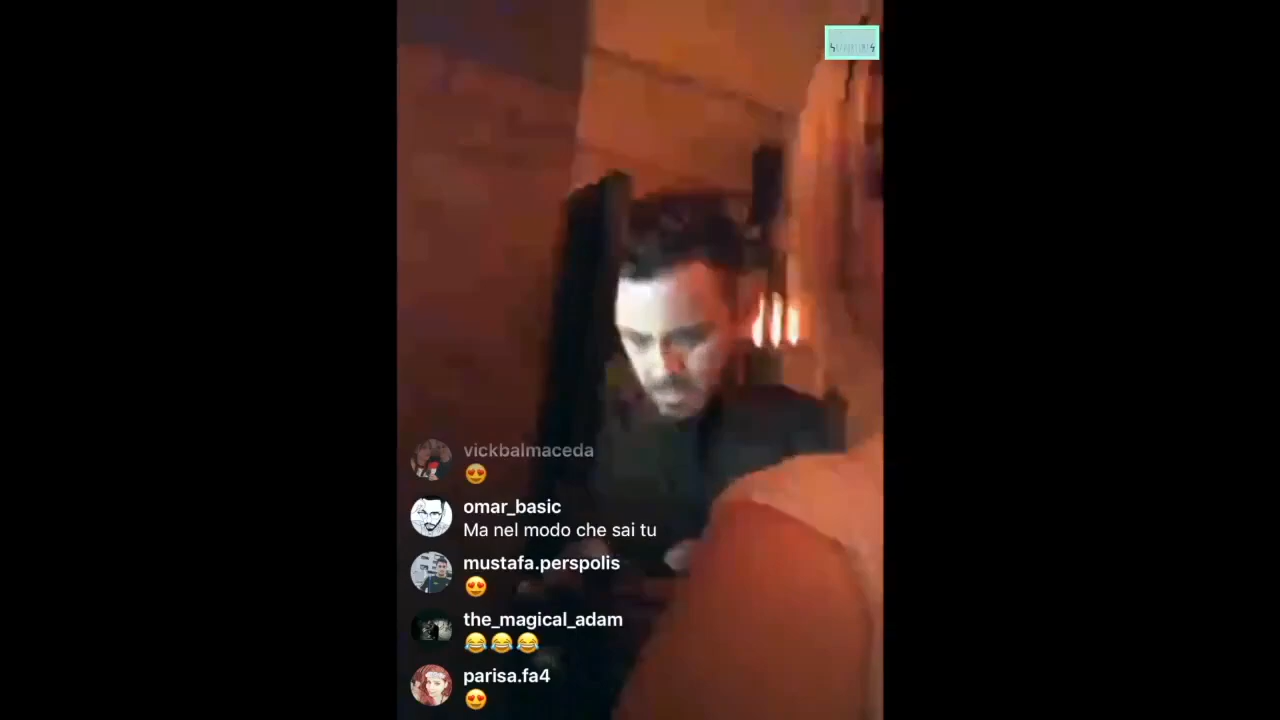 vickbalmaceda
😍
omar_basic
Ma nel modo che sai tu
mustafa.perspolis
😍
the_magical_adam
😂😂😂
parisa.fa4
😍